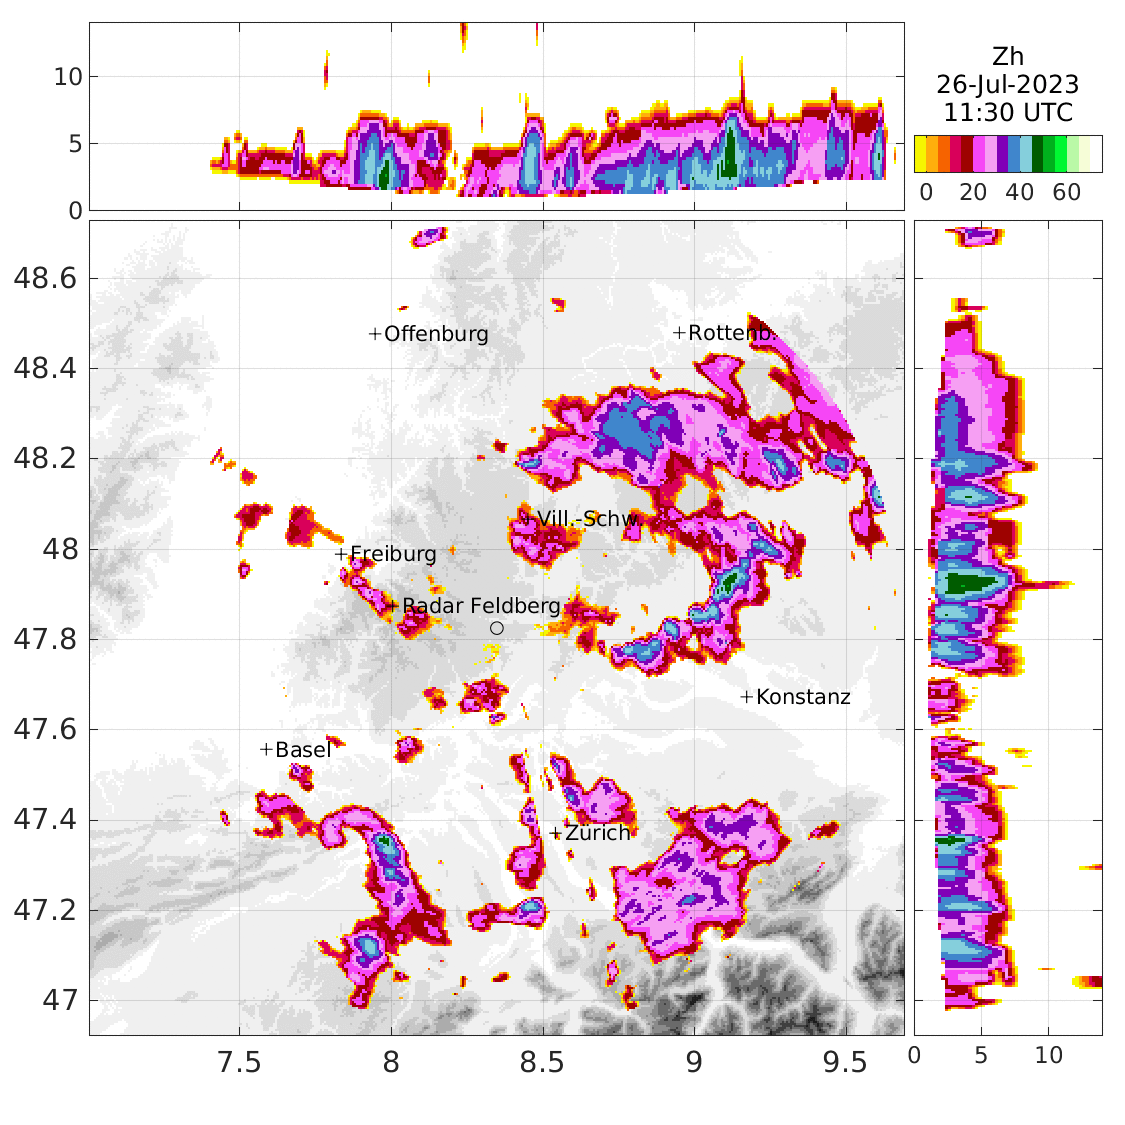 10
5
0
Zh
26-Jul-2023
11:30 UTC
0 20 40 60
48.6
48.4
48.2
48
47.8
47.6
47.4
47.2
47
+Offenburg
+Rottenb.
Vill.-Schw.
+Freiburg
+Radar Feldberg
+Konstanz
+Basel
+Zürich
7.5 8 8.5 9 9.5
0 5 10